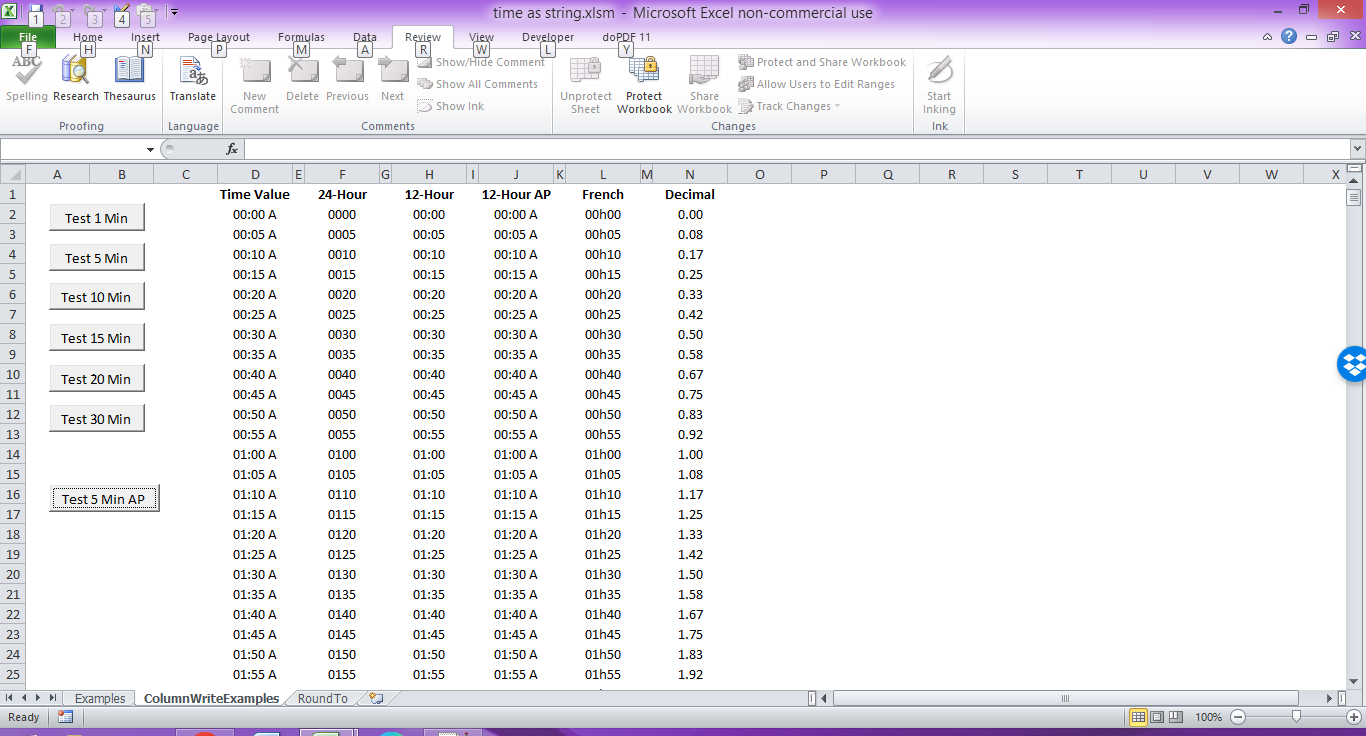 time as string.xlsm - Microsoft Excel non-commercial use
1 2 3 4 5
File Home Insert Page Layout Formulas Data Review View Developer doPDF 11
F H N P M A R W L Y
ABC
Spelling Research Thesaurus Translate New Comment Delete Previous Next Show/Hide Comment Show All Comments Show Ink Unprotect Sheet Protect Workbook Share Workbook Protect and Share Workbook Allow Users to Edit Ranges Track Changes Start Inking
Proofing Language Comments Changes Ink
fx
A B C D E F G H I J K L M N O P Q R S T U V W X
1 Time Value 24-Hour 12-Hour 12-Hour AP French Decimal
2 Test 1 Min 00:00 A 0000 00:00 00:00 A 00h00 0.00
3 00:05 A 0005 00:05 00:05 A 00h05 0.08
4 Test 5 Min 00:10 A 0010 00:10 00:10 A 00h10 0.17
5 00:15 A 0015 00:15 00:15 A 00h15 0.25
6 Test 10 Min 00:20 A 0020 00:20 00:20 A 00h20 0.33
7 00:25 A 0025 00:25 00:25 A 00h25 0.42
8 Test 15 Min 00:30 A 0030 00:30 00:30 A 00h30 0.50
9 00:35 A 0035 00:35 00:35 A 00h35 0.58
10 Test 20 Min 00:40 A 0040 00:40 00:40 A 00h40 0.67
11 00:45 A 0045 00:45 00:45 A 00h45 0.75
12 Test 30 Min 00:50 A 0050 00:50 00:50 A 00h50 0.83
13 00:55 A 0055 00:55 00:55 A 00h55 0.92
14 01:00 A 0100 01:00 01:00 A 01h00 1.00
15 01:05 A 0105 01:05 01:05 A 01h05 1.08
16 Test 5 Min AP 01:10 A 0110 01:10 01:10 A 01h10 1.17
17 01:15 A 0115 01:15 01:15 A 01h15 1.25
18 01:20 A 0120 01:20 01:20 A 01h20 1.33
19 01:25 A 0125 01:25 01:25 A 01h25 1.42
20 01:30 A 0130 01:30 01:30 A 01h30 1.50
21 01:35 A 0135 01:35 01:35 A 01h35 1.58
22 01:40 A 0140 01:40 01:40 A 01h40 1.67
23 01:45 A 0145 01:45 01:45 A 01h45 1.75
24 01:50 A 0150 01:50 01:50 A 01h50 1.83
25 01:55 A 0155 01:55 01:55 A 01h55 1.92
Examples ColumnWriteExamples RoundTo
Ready 100%